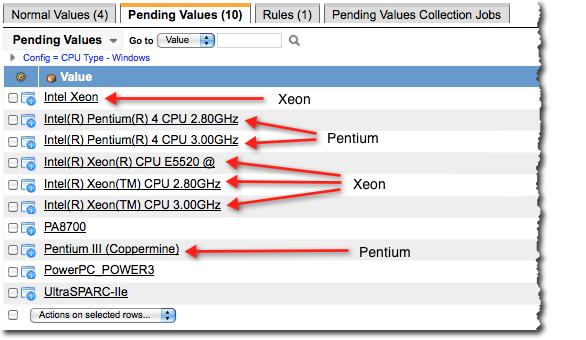 Normal Values (4) Pending Values (10) Rules (1) Pending Values Collection Jobs
Pending Values Go to Value
Config = CPU Type - Windows
Value
Intel Xeon Xeon
Intel(R) Pentium(R) 4 CPU 2.80GHz
Pentium
Intel(R) Pentium(R) 4 CPU 3.00GHz
Intel(R) Xeon(R) CPU E5520 @
Intel(R) Xeon(TM) CPU 2.80GHz Xeon
Intel(R) Xeon(TM) CPU 3.00GHz
PA8700
Pentium III (Coppermine) Pentium
PowerPC_POWER3
UltraSPARC-IIe
Actions on selected rows...